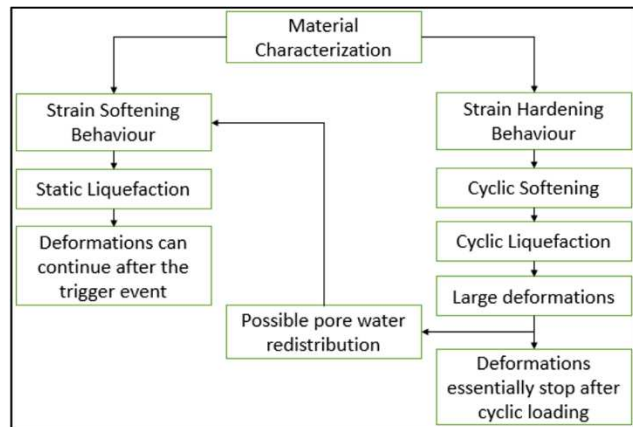 Material
Characterization
Strain Softening
Behaviour
Strain Hardening
Behaviour
Static Liquefaction
Cyclic Softening
Deformations can
continue after the
trigger event
Cyclic Liquefaction
Large deformations
Possible pore water
redistribution
Deformations
essentially stop after
cyclic loading